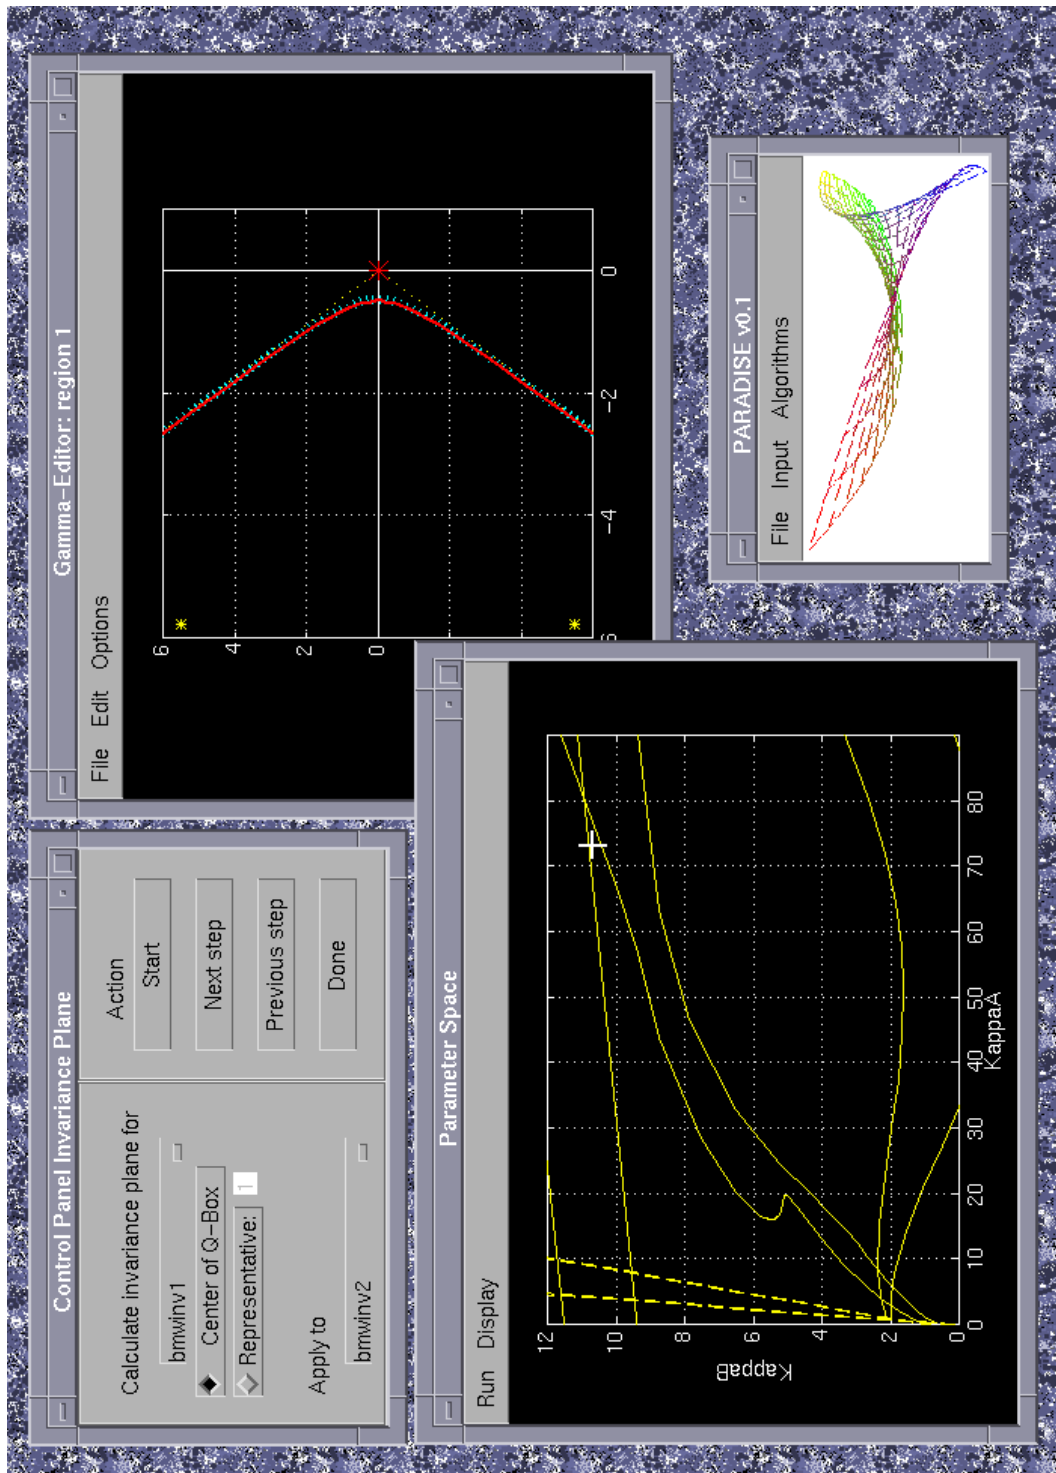 Control Panel Invariance Plane
Calculate invariance plane for
bmwinv1
Center of Q-Box
Representative: 1
Apply to
bmwinv2
Action
Start
Next step
Previous step
Done
Gamma-Editor: region 1
File Edit Options
6
4
2
0
6
-4
-2
0
Parameter Space
Run Display
12
10
8
6
4
2
0
KappaB
0 10 20 30 40 50 60 70 80
KappaA
PARADISE v0.1
File Input Algorithms